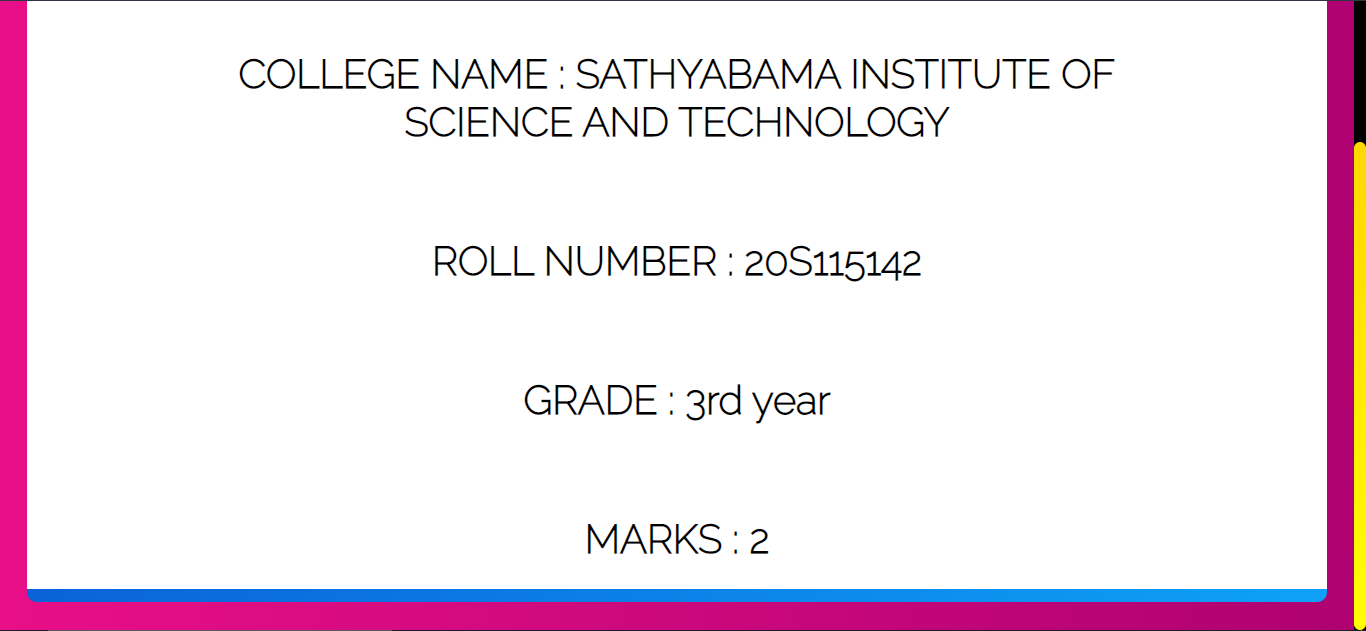 COLLEGE NAME : SATHYABAMA INSTITUTE OF
SCIENCE AND TECHNOLOGY
ROLL NUMBER : 20S115142
GRADE : 3rd year
MARKS : 2